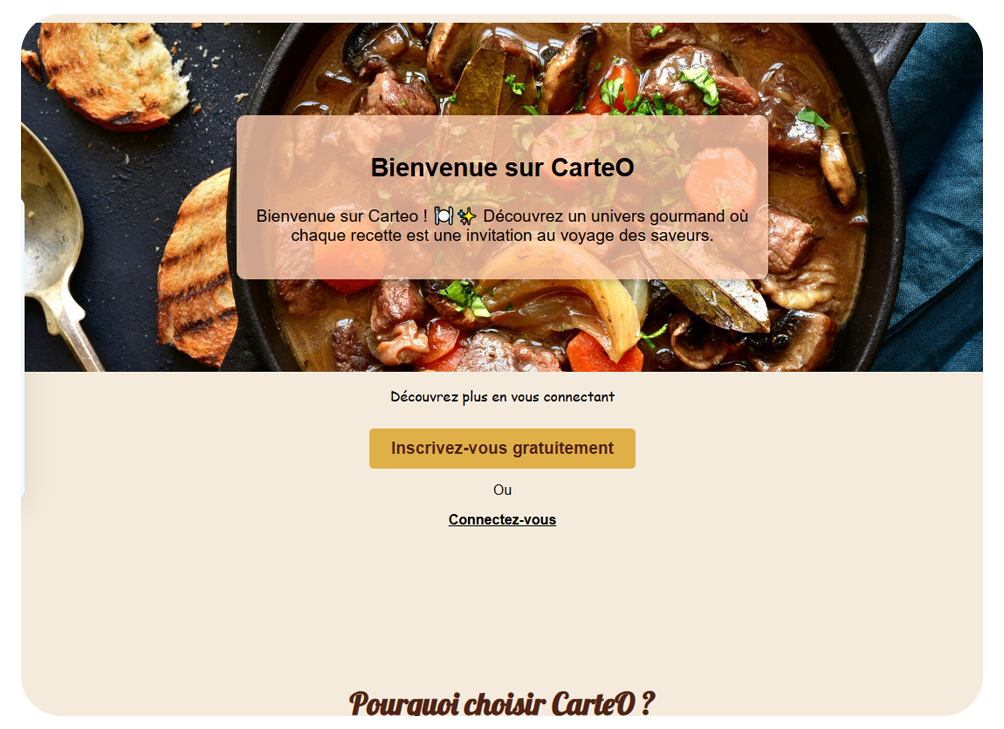 Bienvenue sur CarteO
Bienvenue sur Carteo ! 🍽️✨ Découvrez un univers gourmand où
chaque recette est une invitation au voyage des saveurs.
Découvrez plus en vous connectant
Inscrivez-vous gratuitement
Ou
Connectez-vous
Pourquoi choisir CarteO ?